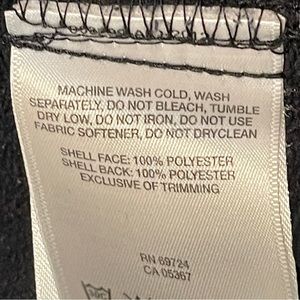 MACHINE WASH COLD, WASH
SEPARATELY, DO NOT BLEACH, TUMBLE
DRY LOW, DO NOT IRON, DO NOT USE
FABRIC SOFTENER, DO NOT DRYCLEAN
SHELL FACE: 100% POLYESTER
SHELL BACK: 100% POLYESTER
EXCLUSIVE OF TRIMMING
RN 69724
CA 05367